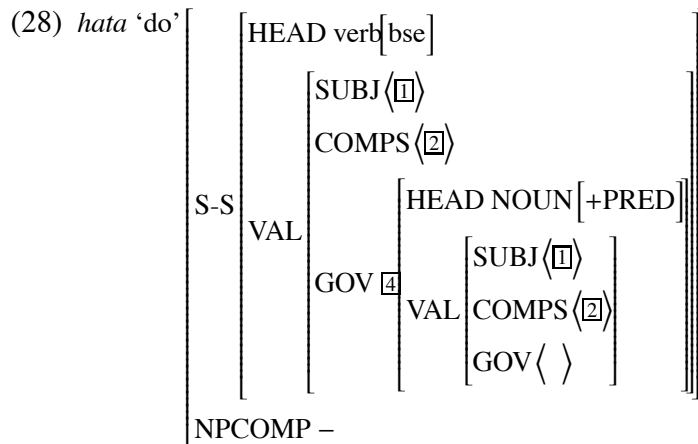 (28) hata ‘do’
HEAD verb[bse]
SUBJ⟨[1]⟩
COMPS⟨[2]⟩
HEAD NOUN[+PRED]
S-S
VAL
SUBJ⟨[1]⟩
GOV [4]
VAL
COMPS⟨[2]⟩
GOV⟨ ⟩
NPCOMP –